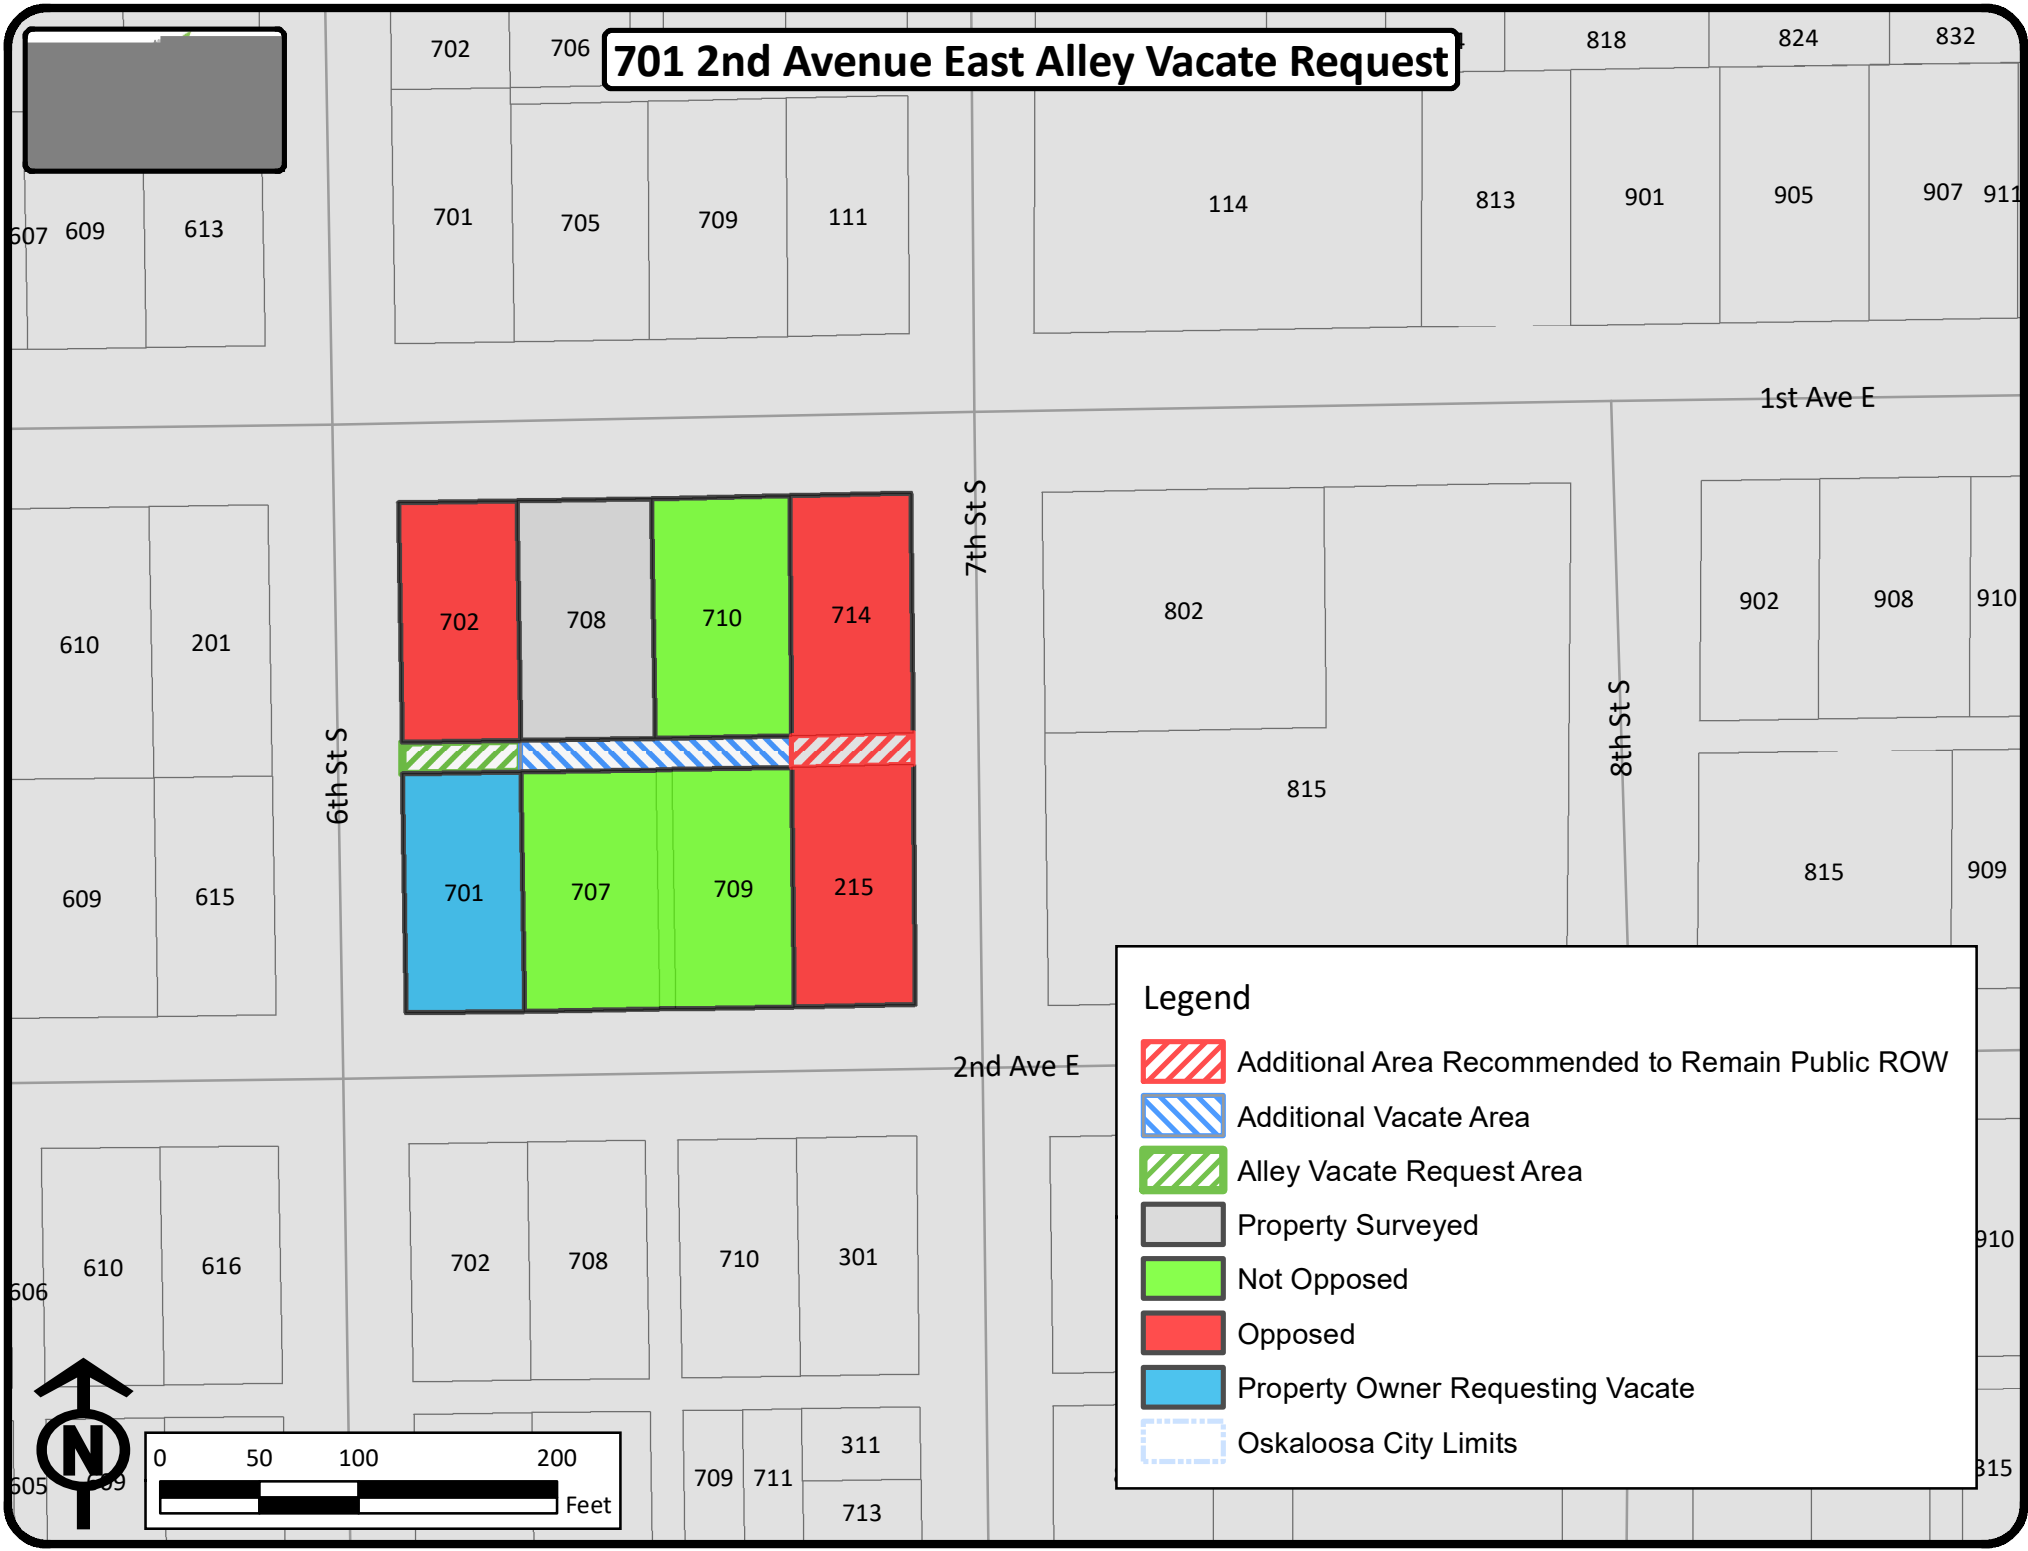 701 2nd Avenue East Alley Vacate Request
702
706
818
824
832
607
609
613
701
705
709
111
114
813
901
905
907
911
1st Ave E
7th St S
610
201
702
708
710
714
802
902
908
910
6th St S
8th St S
815
609
615
701
707
709
215
815
909
2nd Ave E
Legend
Additional Area Recommended to Remain Public ROW
Additional Vacate Area
Alley Vacate Request Area
Property Surveyed
Not Opposed
Opposed
Property Owner Requesting Vacate
Oskaloosa City Limits
606
610
616
702
708
710
301
910
N
0 50 100 200
Feet
605
709
711
311
713